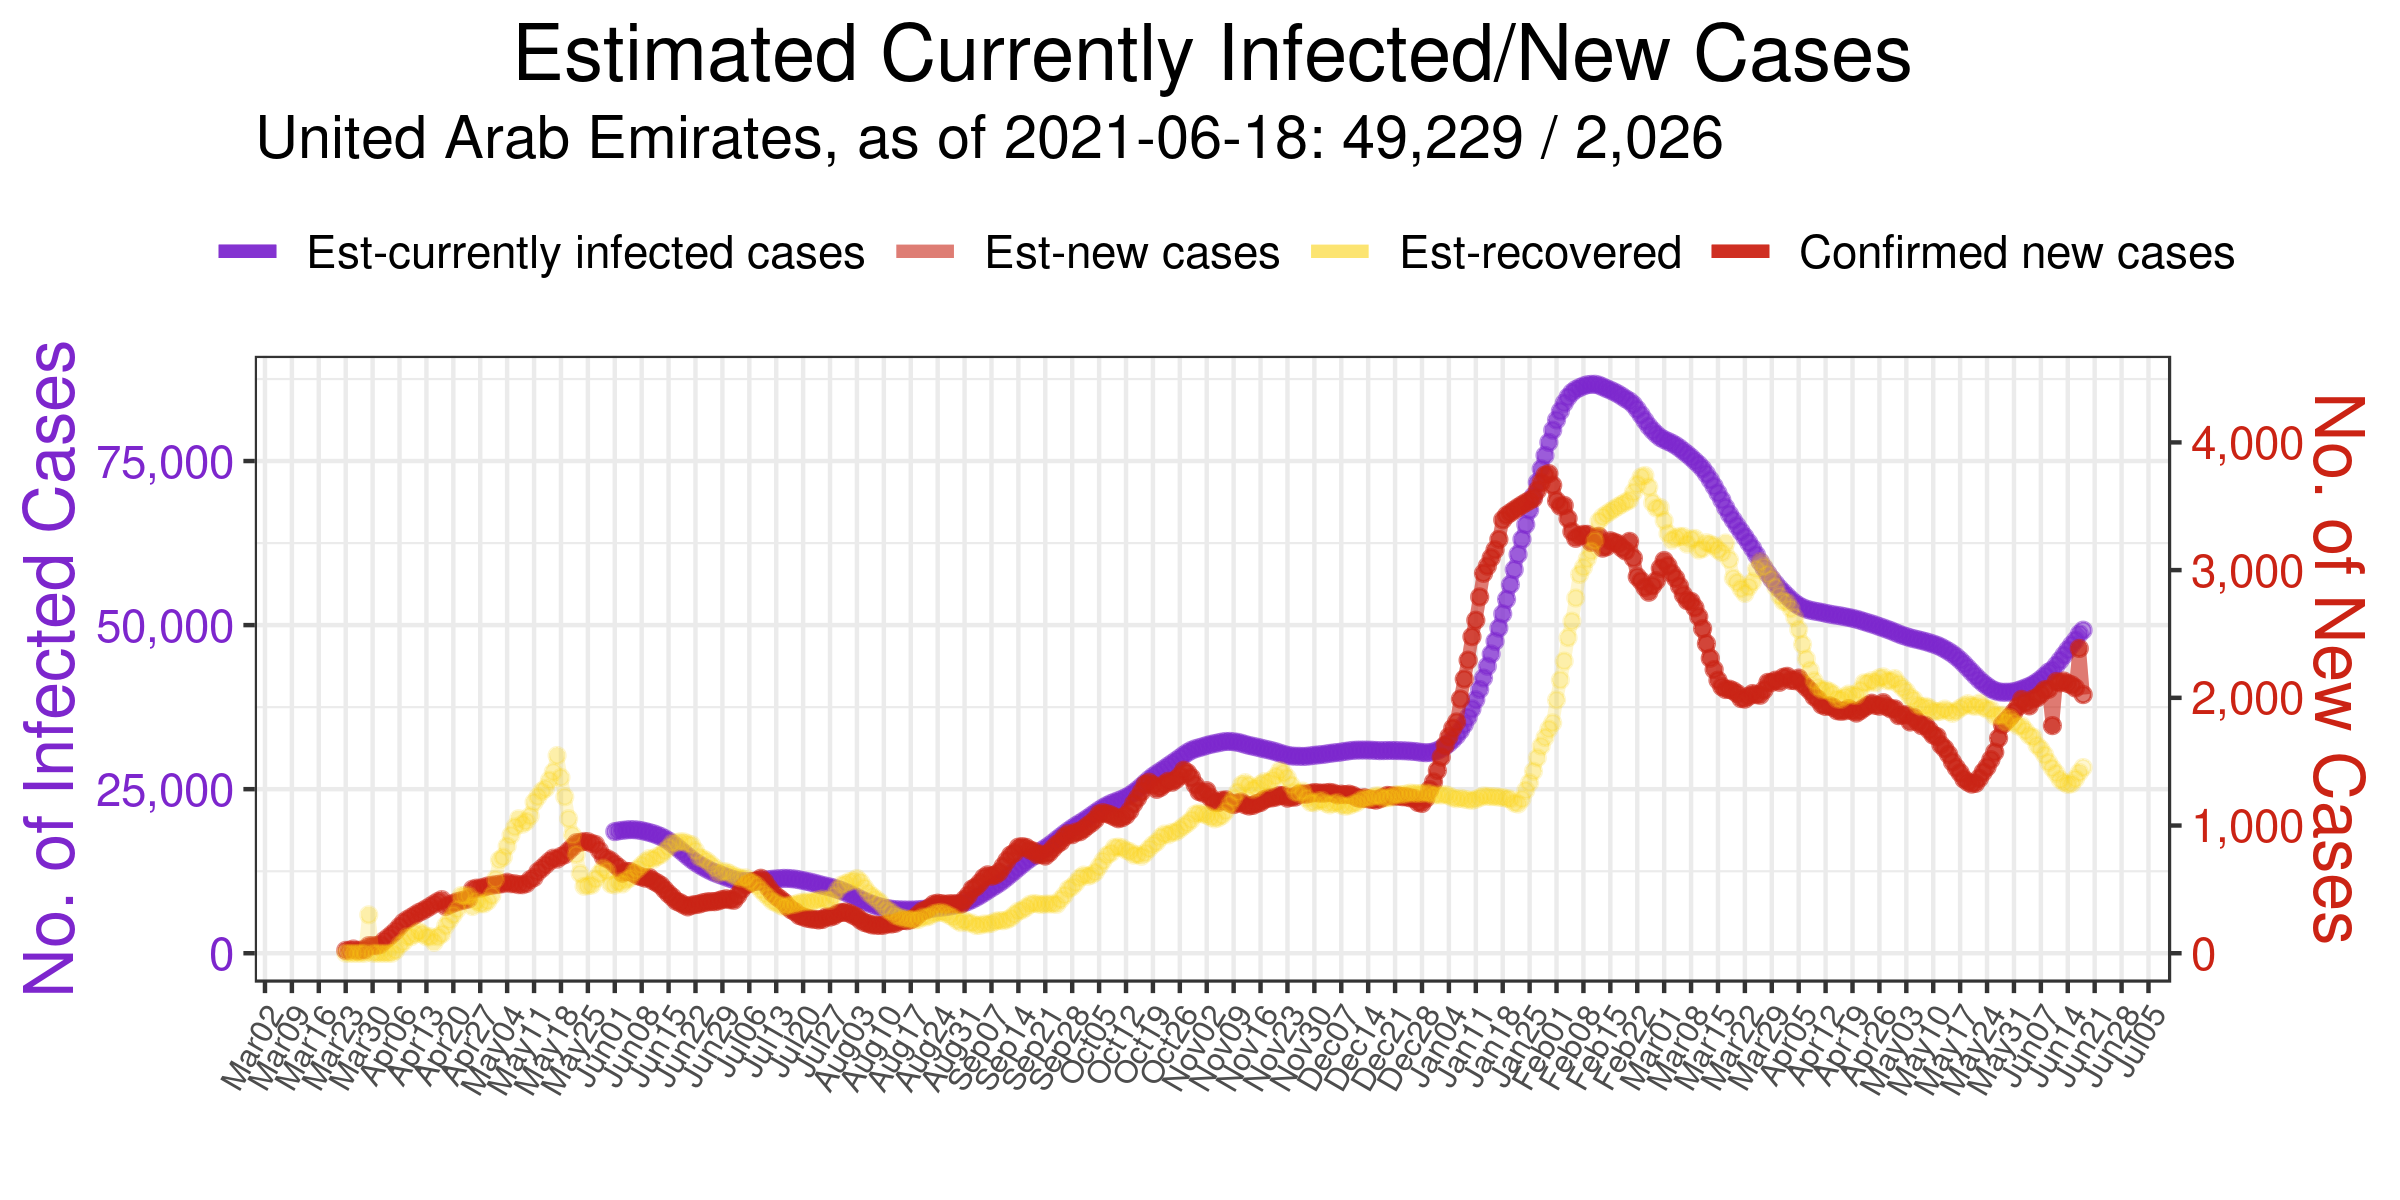 Estimated Currently Infected/New Cases
United Arab Emirates, as of 2021-06-18: 49,229 / 2,026
Est-currently infected cases Est-new cases Est-recovered Confirmed new cases
No. of Infected Cases
75,000
50,000
25,000
0
4,000
3,000
2,000
1,000
0
No. of New Cases
Mar02 Mar09 Mar16 Mar23 Mar30 Apr06 Apr13 Apr20 Apr27 May04 May11 May18 May25 Jun01 Jun08 Jun15 Jun22 Jun29 Jul06 Jul13 Jul20 Jul27 Aug03 Aug10 Aug17 Aug24 Aug31 Sep07 Sep14 Sep21 Sep28 Oct05 Oct12 Oct19 Oct26 Nov02 Nov09 Nov16 Nov23 Nov30 Dec07 Dec14 Dec21 Dec28 Jan04 Jan11 Jan18 Jan25 Feb01 Feb08 Feb15 Feb22 Mar01 Mar08 Mar15 Mar22 Mar29 Apr05 Apr12 Apr19 Apr26 May03 May10 May17 May24 May31 Jun07 Jun14 Jun21 Jun28 Jul05